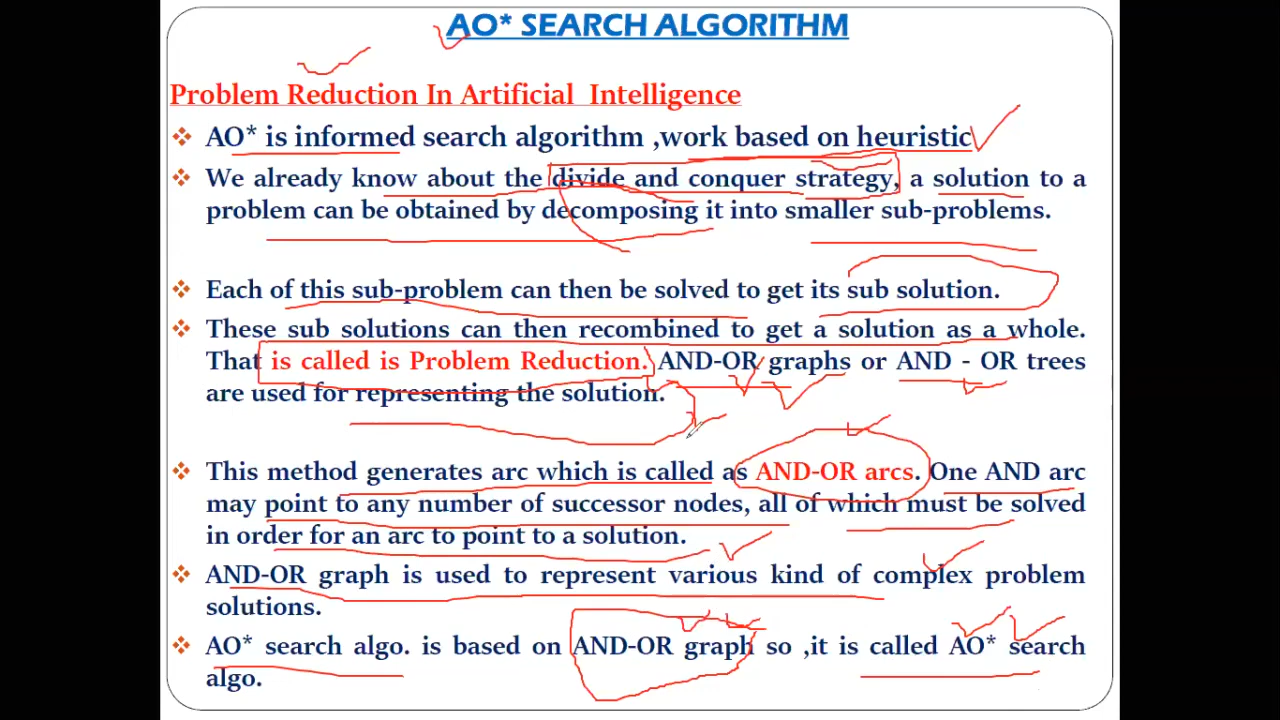 AO* SEARCH ALGORITHM
Problem Reduction In Artificial Intelligence
❖ AO* is informed search algorithm ,work based on heuristic
❖ We already know about the divide and conquer strategy, a solution to a
problem can be obtained by decomposing it into smaller sub-problems.
❖ Each of this sub-problem can then be solved to get its sub solution.
❖ These sub solutions can then recombined to get a solution as a whole.
That is called is Problem Reduction. AND-OR graphs or AND - OR trees
are used for representing the solution.
❖ This method generates arc which is called as AND-OR arcs. One AND arc
may point to any number of successor nodes, all of which must be solved
in order for an arc to point to a solution.
❖ AND-OR graph is used to represent various kind of complex problem
solutions.
❖ AO* search algo. is based on AND-OR graph so ,it is called AO* search
algo.